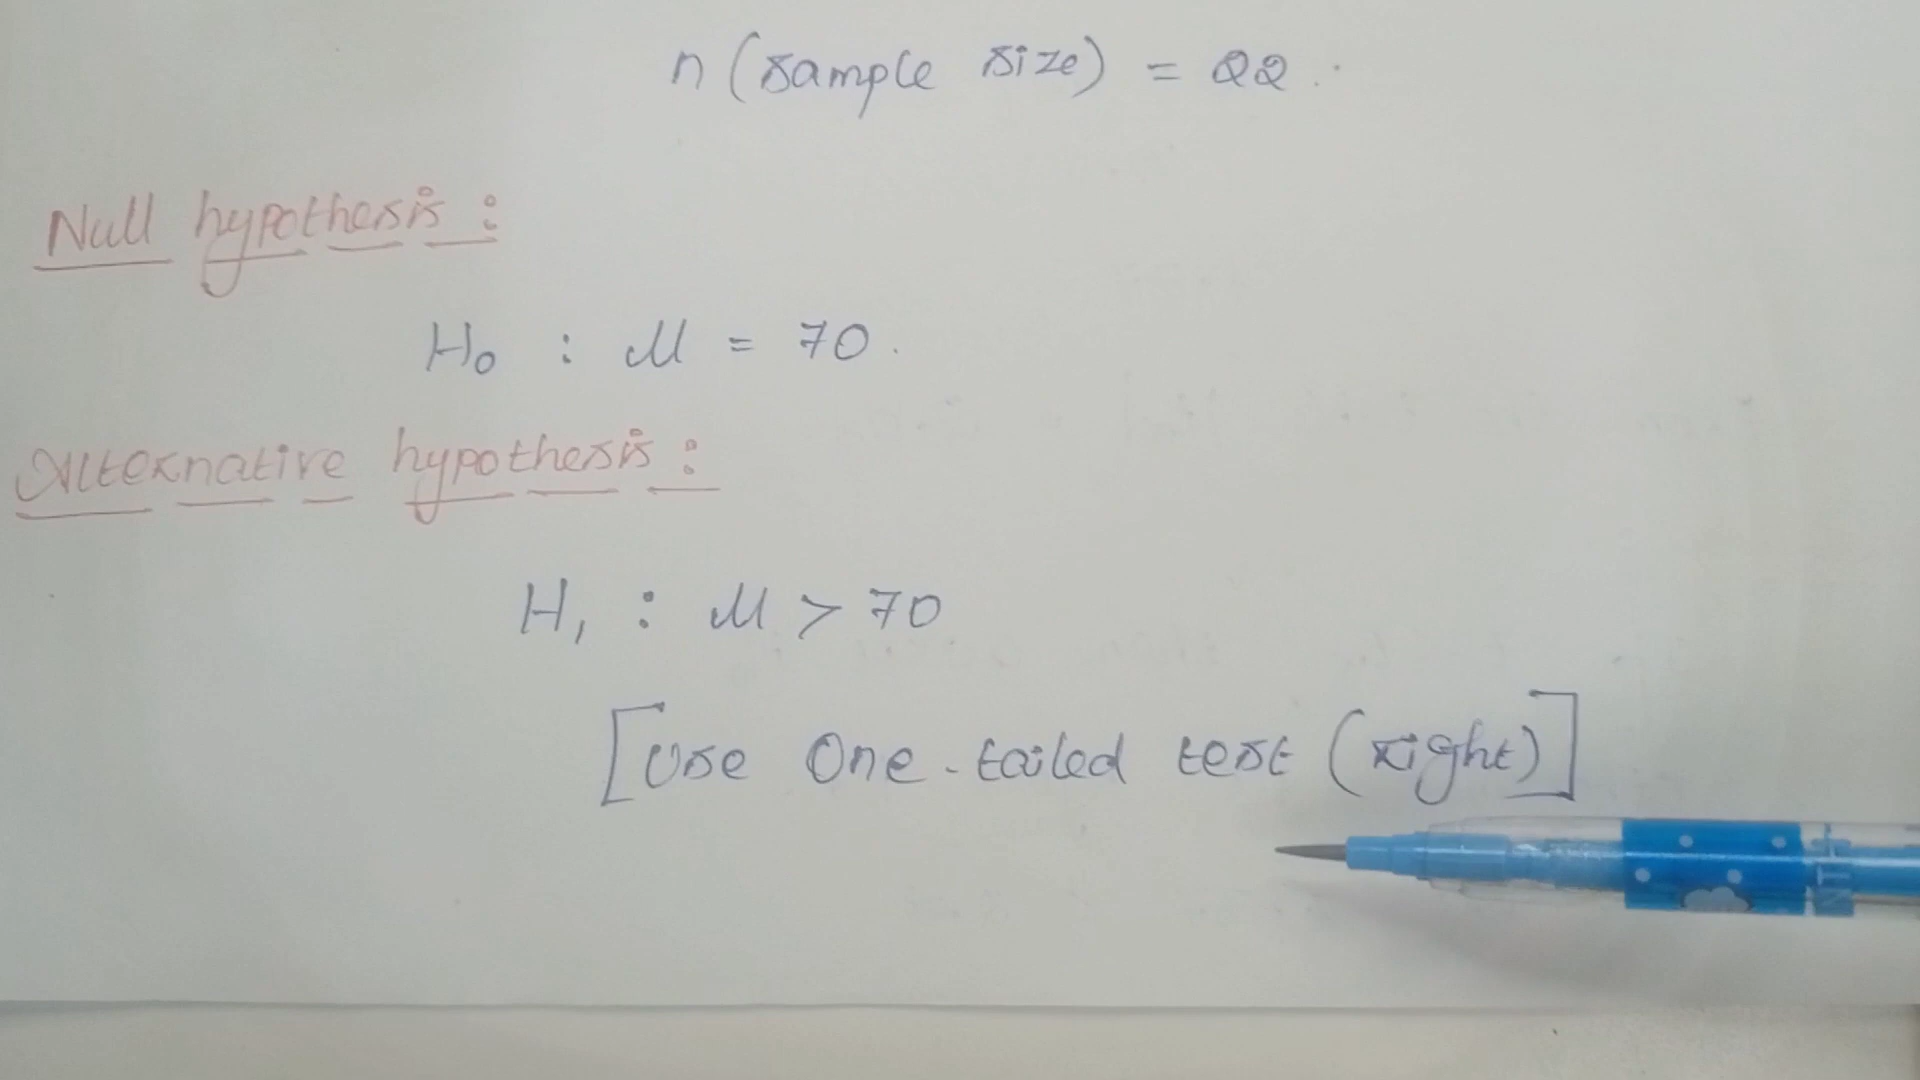 n (sample size) = 22.
Null hypothesis :
H₀ : μ = 70.
Alternative hypothesis :
H₁ : μ > 70
[Use One-tailed test (right)]